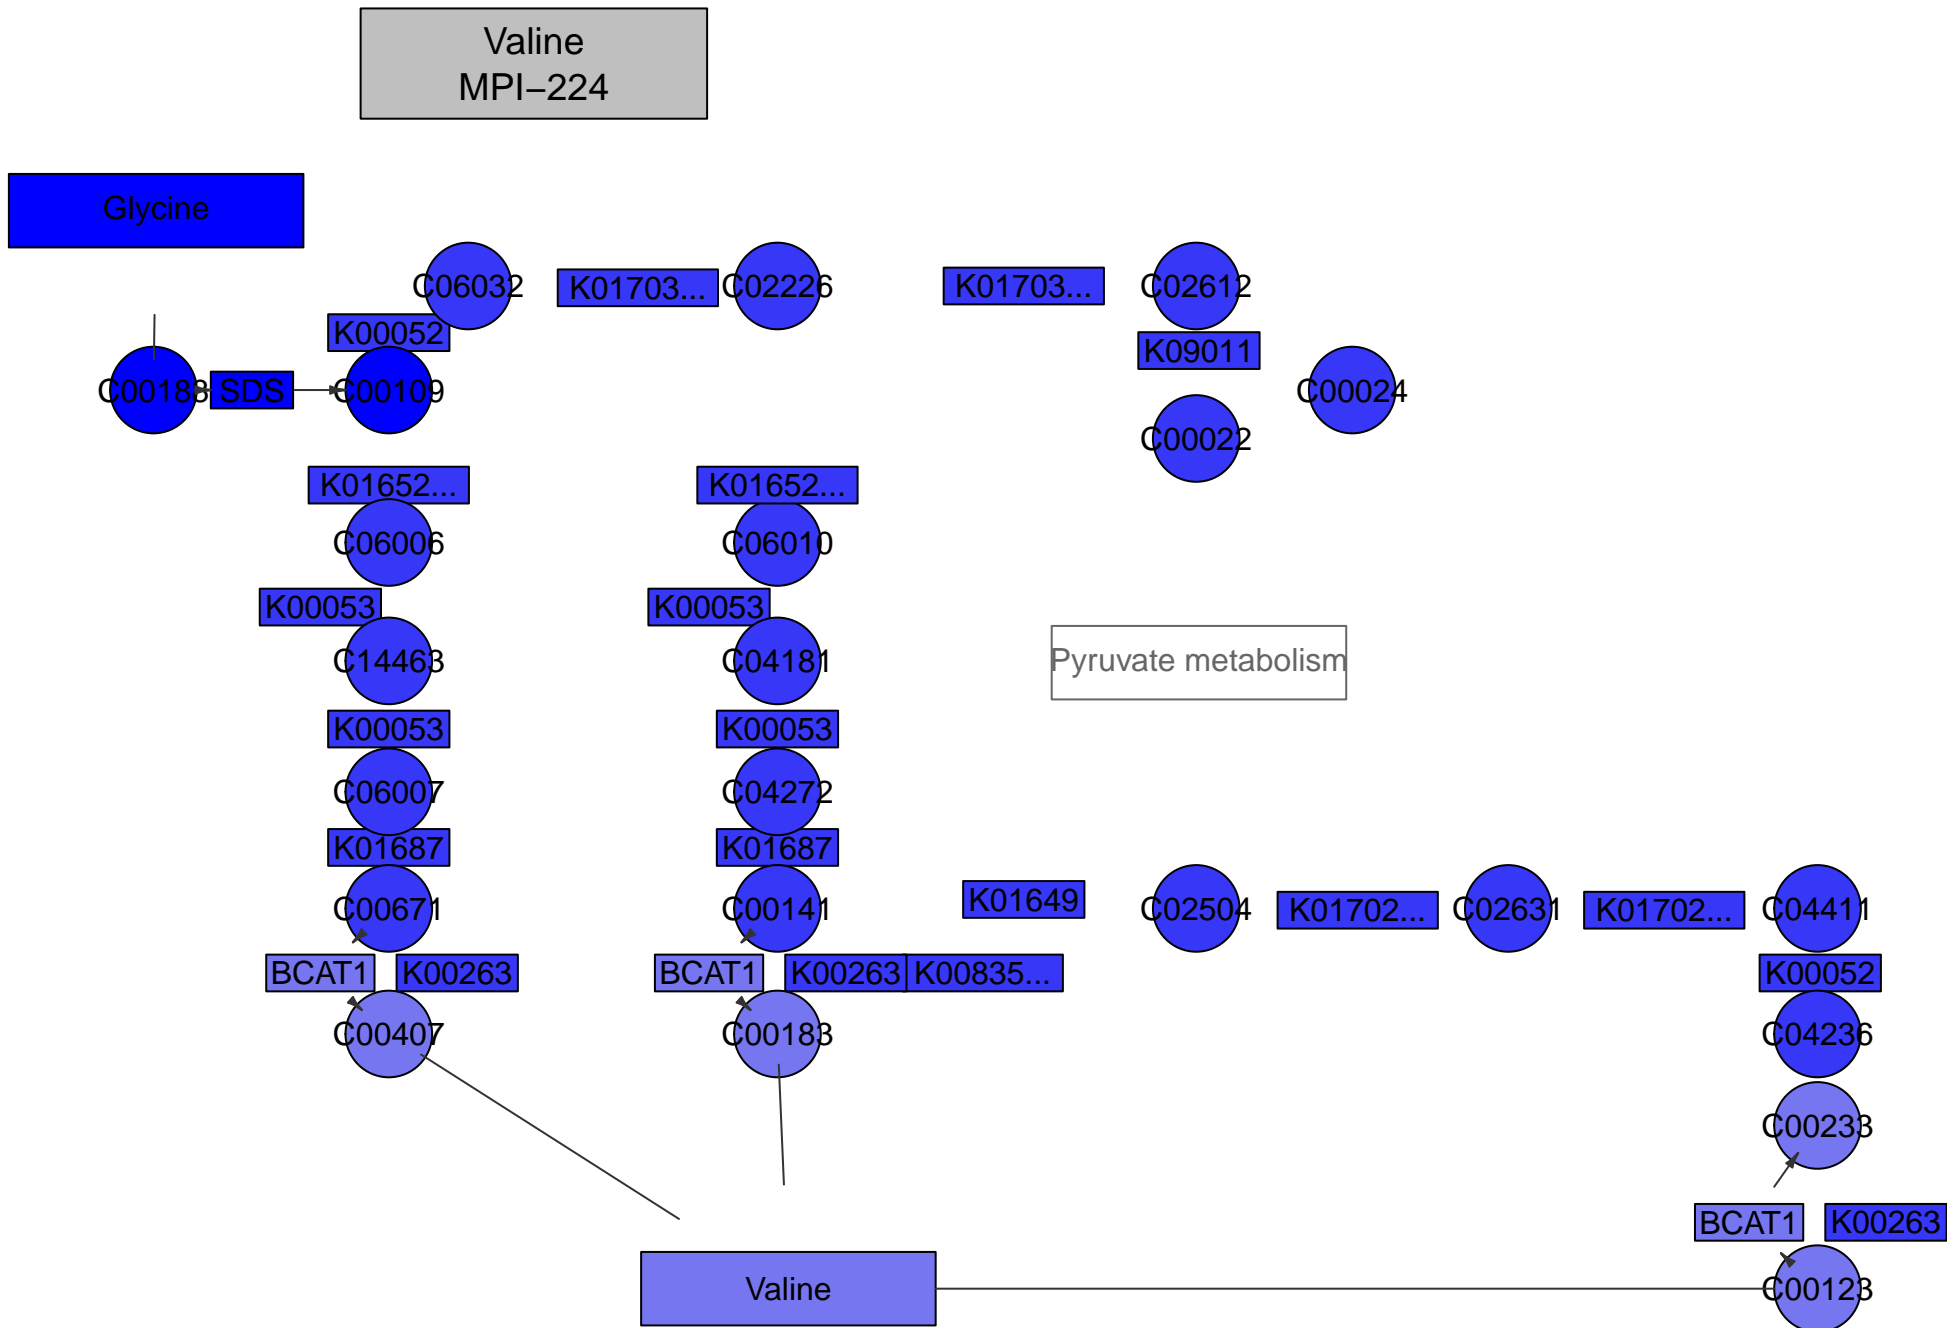 Valine
MPI−224
Glycine
C06032
K01703...
C02226
K01703...
C02612
K00052
K09011
C00188
SDS
C00109
C00024
C00022
K01652...
K01652...
C06006
C06010
K00053
K00053
C14463
C04181
Pyruvate metabolism
K00053
K00053
C06007
C04272
K01687
K01687
C00671
C00141
K01649
C02504
K01702...
C02631
K01702...
C04411
BCAT1
K00263
BCAT1
K00263
K00835...
K00052
C00407
C00183
C04236
C00233
BCAT1
K00263
Valine
C00123